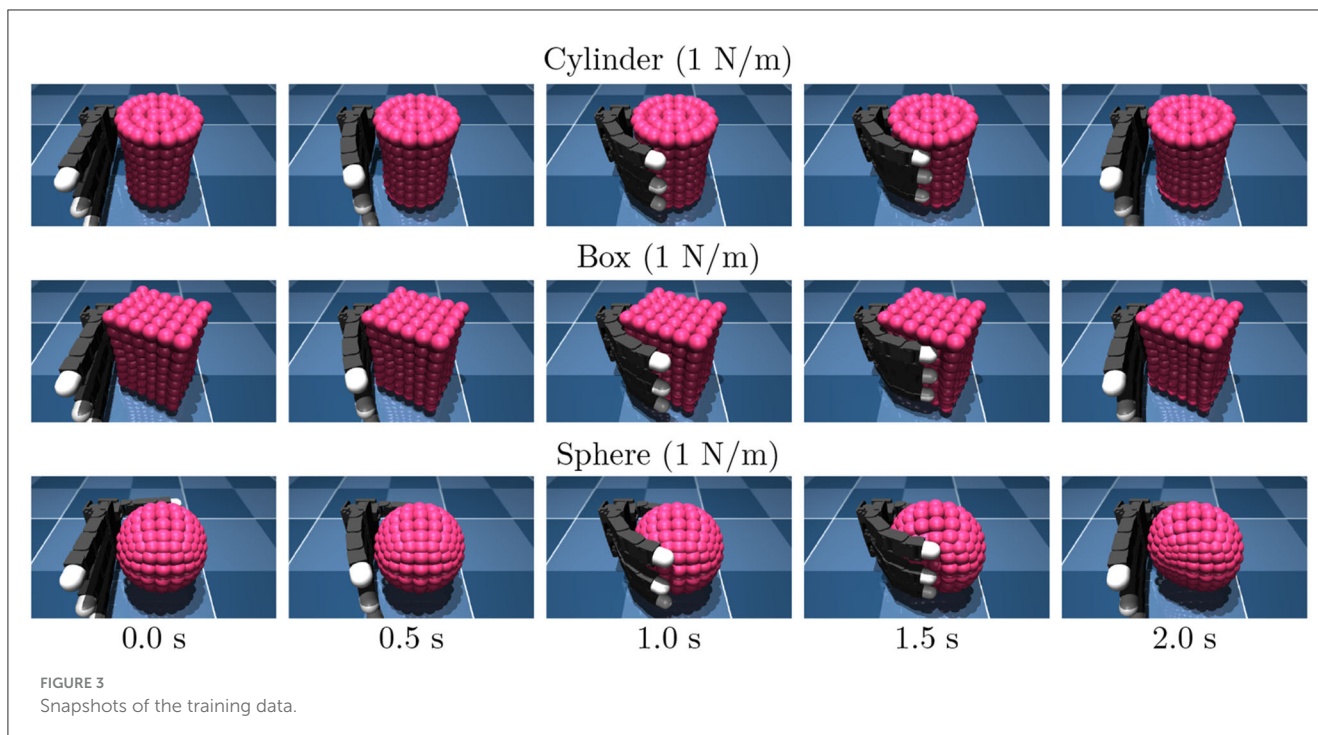 Cylinder (1 N/m)
Box (1 N/m)
Sphere (1 N/m)
0.0 s 0.5 s 1.0 s 1.5 s 2.0 s
FIGURE 3
Snapshots of the training data.